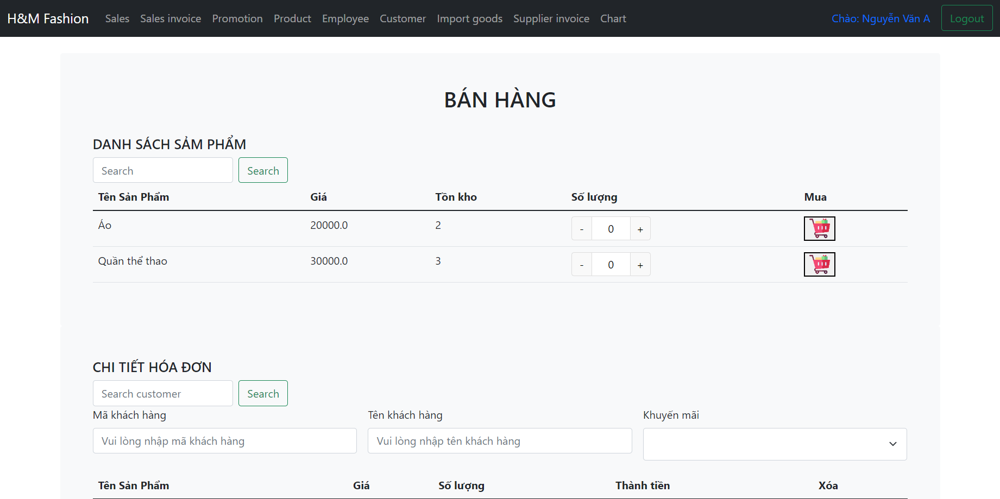 H&M Fashion Sales Sales invoice Promotion Product Employee Customer Import goods Supplier invoice Chart Chào: Nguyễn Văn A Logout
BÁN HÀNG
DANH SÁCH SẢM PHẨM
Search Search
Tên Sản Phẩm Giá Tồn kho Số lượng Mua
Áo 20000.0 2 - 0 +
Quần thể thao 30000.0 3 - 0 +
CHI TIẾT HÓA ĐƠN
Search customer Search
Mã khách hàng Tên khách hàng Khuyến mãi
Vui lòng nhập mã khách hàng Vui lòng nhập tên khách hàng
Tên Sản Phẩm Giá Số lượng Thành tiền Xóa